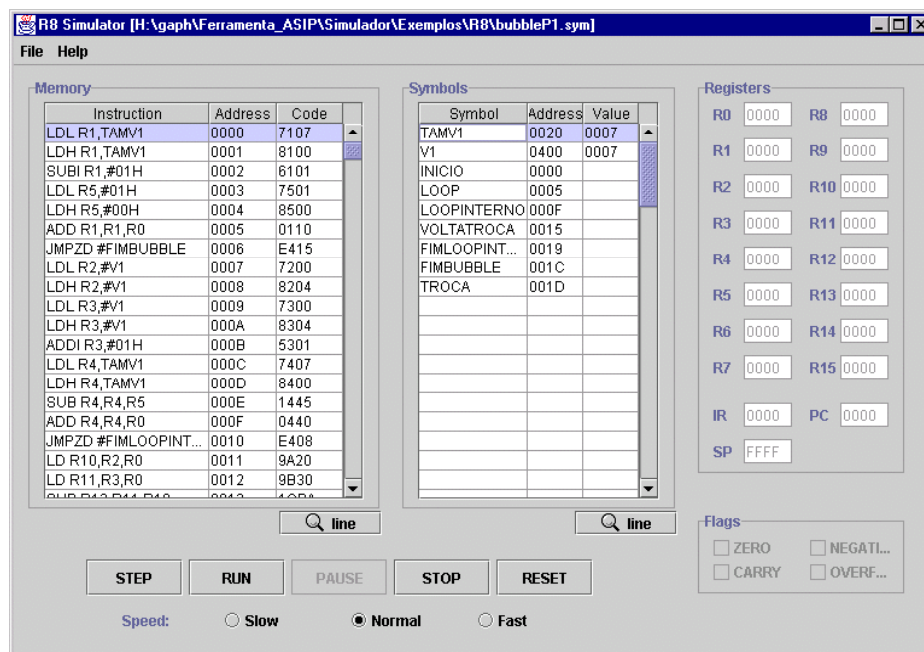 R8 Simulator [H:\gaph\Ferramenta_ASIP\Simulador\Exemplos\R8\bubbleP1.sym]
File Help
Memory
Instruction Address Code
LDL R1,TAMV1 0000 7107
LDH R1,TAMV1 0001 8100
SUBI R1,#01H 0002 6101
LDL R5,#01H 0003 7501
LDH R5,#00H 0004 8500
ADD R1,R1,R0 0005 0110
JMPZD #FIMBUBBLE 0006 E415
LDL R2,#V1 0007 7200
LDH R2,#V1 0008 8204
LDL R3,#V1 0009 7300
LDH R3,#V1 000A 8304
ADDI R3,#01H 000B 5301
LDL R4,TAMV1 000C 7407
LDH R4,TAMV1 000D 8400
SUB R4,R4,R5 000E 1445
ADD R4,R4,R0 000F 0440
JMPZD #FIMLOOPINT... 0010 E408
LD R10,R2,R0 0011 9A20
LD R11,R3,R0 0012 9B30
line
Symbols
Symbol Address Value
TAMV1 0020 0007
V1 0400 0007
INICIO 0000
LOOP 0005
LOOPINTERNO 000F
VOLTATROCA 0015
FIMLOOPINT... 0019
FIMBUBBLE 001C
TROCA 001D
line
Registers
R0 0000 R8 0000
R1 0000 R9 0000
R2 0000 R10 0000
R3 0000 R11 0000
R4 0000 R12 0000
R5 0000 R13 0000
R6 0000 R14 0000
R7 0000 R15 0000
IR 0000 PC 0000
SP FFFF
Flags
ZERO NEGATI...
CARRY OVERF...
STEP RUN PAUSE STOP RESET
Speed: Slow Normal Fast